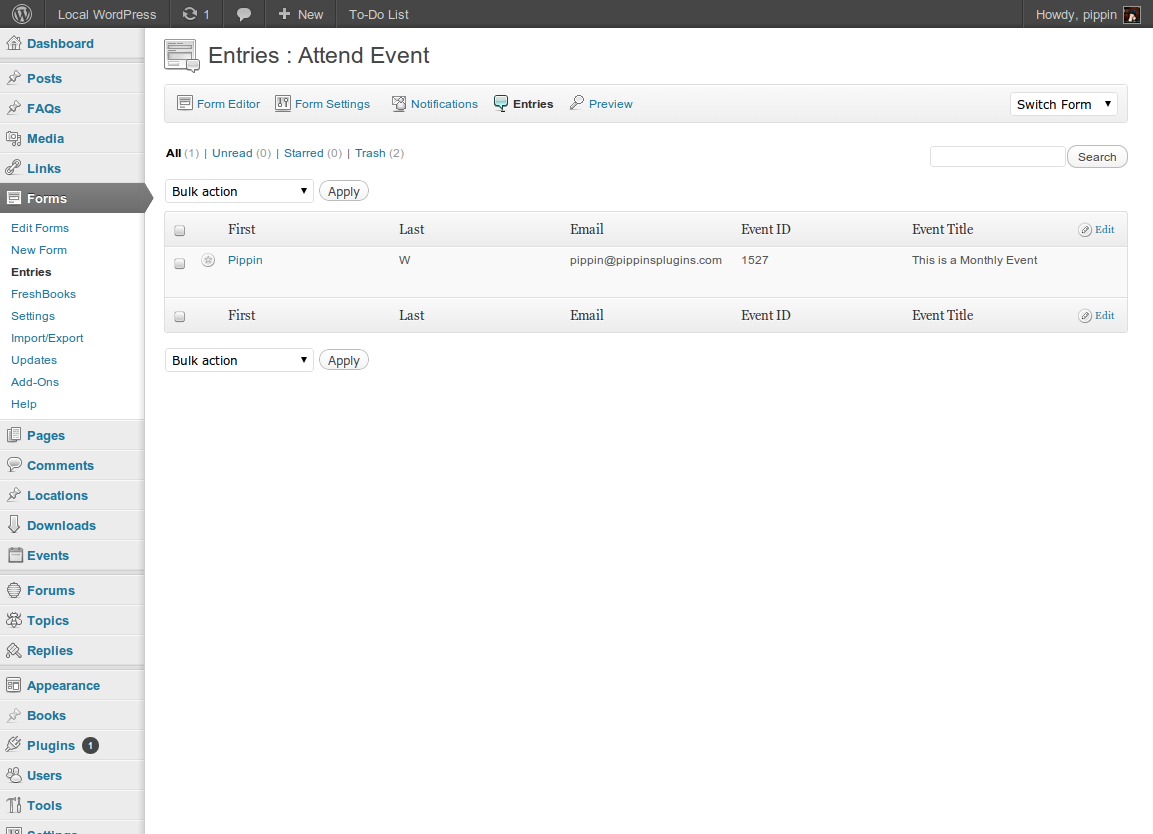 Local WordPress 1 New To-Do List Howdy, pippin
Dashboard
Posts
FAQs
Media
Links
Forms
Edit Forms
New Form
Entries
FreshBooks
Settings
Import/Export
Updates
Add-Ons
Help
Pages
Comments
Locations
Downloads
Events
Forums
Topics
Replies
Appearance
Books
Plugins 1
Users
Tools
Settings
Entries : Attend Event
Form Editor Form Settings Notifications Entries Preview Switch Form
All (1) | Unread (0) | Starred (0) | Trash (2) Search
Bulk action Apply
First Last Email Event ID Event Title Edit
Pippin W pippin@pippinsplugins.com 1527 This is a Monthly Event
First Last Email Event ID Event Title Edit
Bulk action Apply